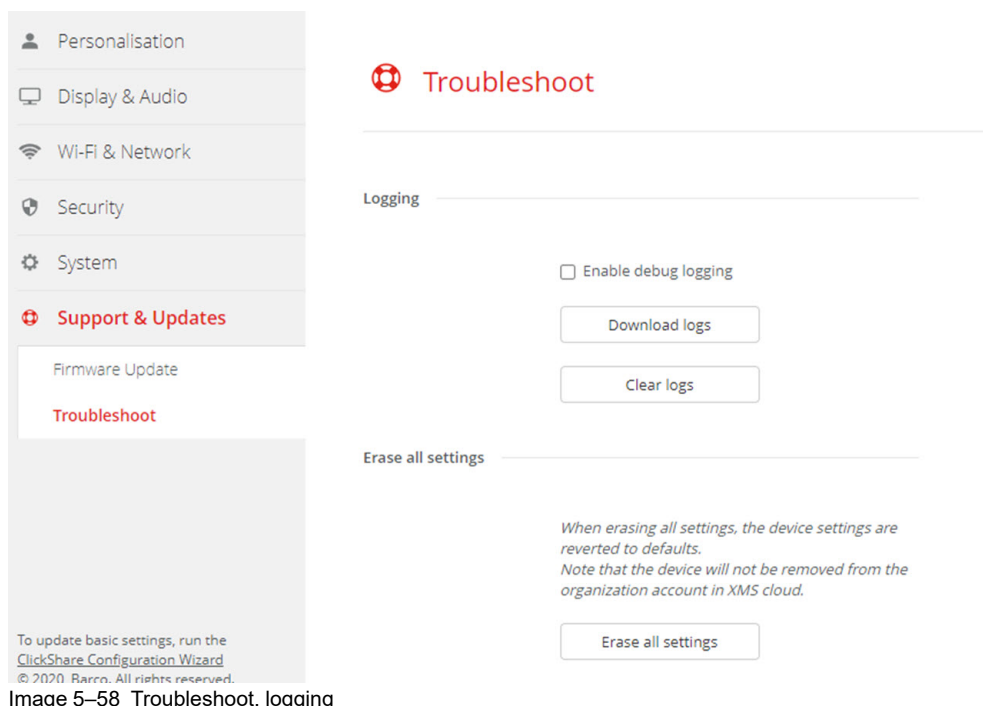 Personalisation
Display & Audio
Wi-Fi & Network
Security
System
Support & Updates
Firmware Update
Troubleshoot
To update basic settings, run the
ClickShare Configuration Wizard
© 2020 Barco. All rights reserved.
Troubleshoot
Logging
Enable debug logging
Download logs
Clear logs
Erase all settings
When erasing all settings, the device settings are
reverted to defaults.
Note that the device will not be removed from the
organization account in XMS cloud.
Erase all settings
Image 5–58 Troubleshoot, logging